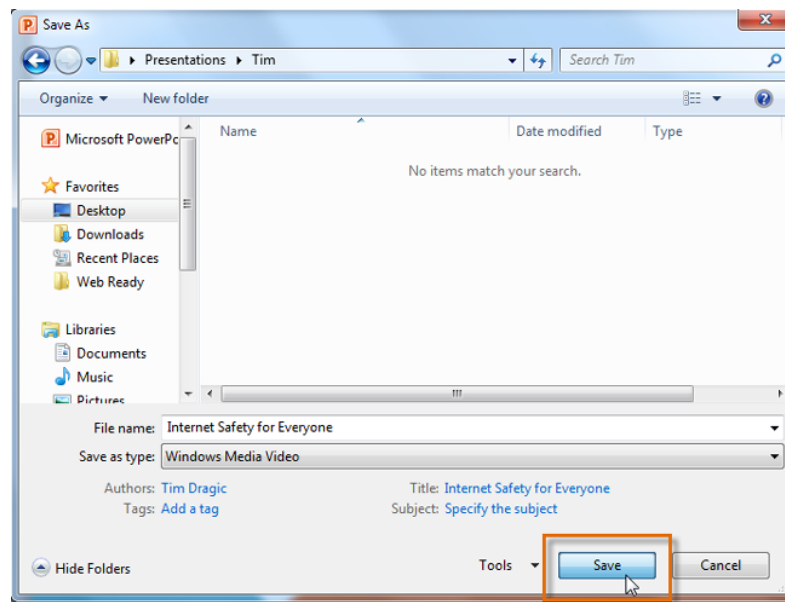 Save As
Presentations Tim
Search Tim
Organize New folder
Name Date modified Type
Microsoft PowerPc
No items match your search.
Favorites
Desktop
Downloads
Recent Places
Web Ready
Libraries
Documents
Music
Pictures
File name: Internet Safety for Everyone
Save as type: Windows Media Video
Authors: Tim Dragic Title: Internet Safety for Everyone
Tags: Add a tag Subject: Specify the subject
Hide Folders Tools Save Cancel